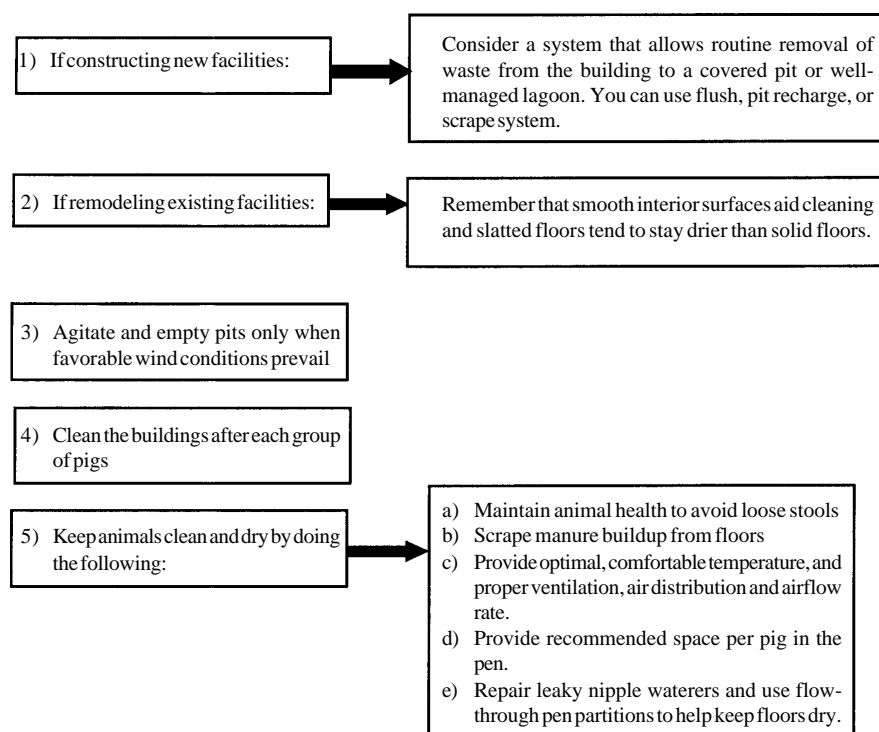 1) If constructing new facilities:
Consider a system that allows routine removal of
waste from the building to a covered pit or well-
managed lagoon. You can use flush, pit recharge, or
scrape system.
2) If remodeling existing facilities:
Remember that smooth interior surfaces aid cleaning
and slatted floors tend to stay drier than solid floors.
3) Agitate and empty pits only when
favorable wind conditions prevail
4) Clean the buildings after each group
of pigs
5) Keep animals clean and dry by doing
the following:
a) Maintain animal health to avoid loose stools
b) Scrape manure buildup from floors
c) Provide optimal, comfortable temperature, and
proper ventilation, air distribution and airflow
rate.
d) Provide recommended space per pig in the
pen.
e) Repair leaky nipple waterers and use flow-
through pen partitions to help keep floors dry.